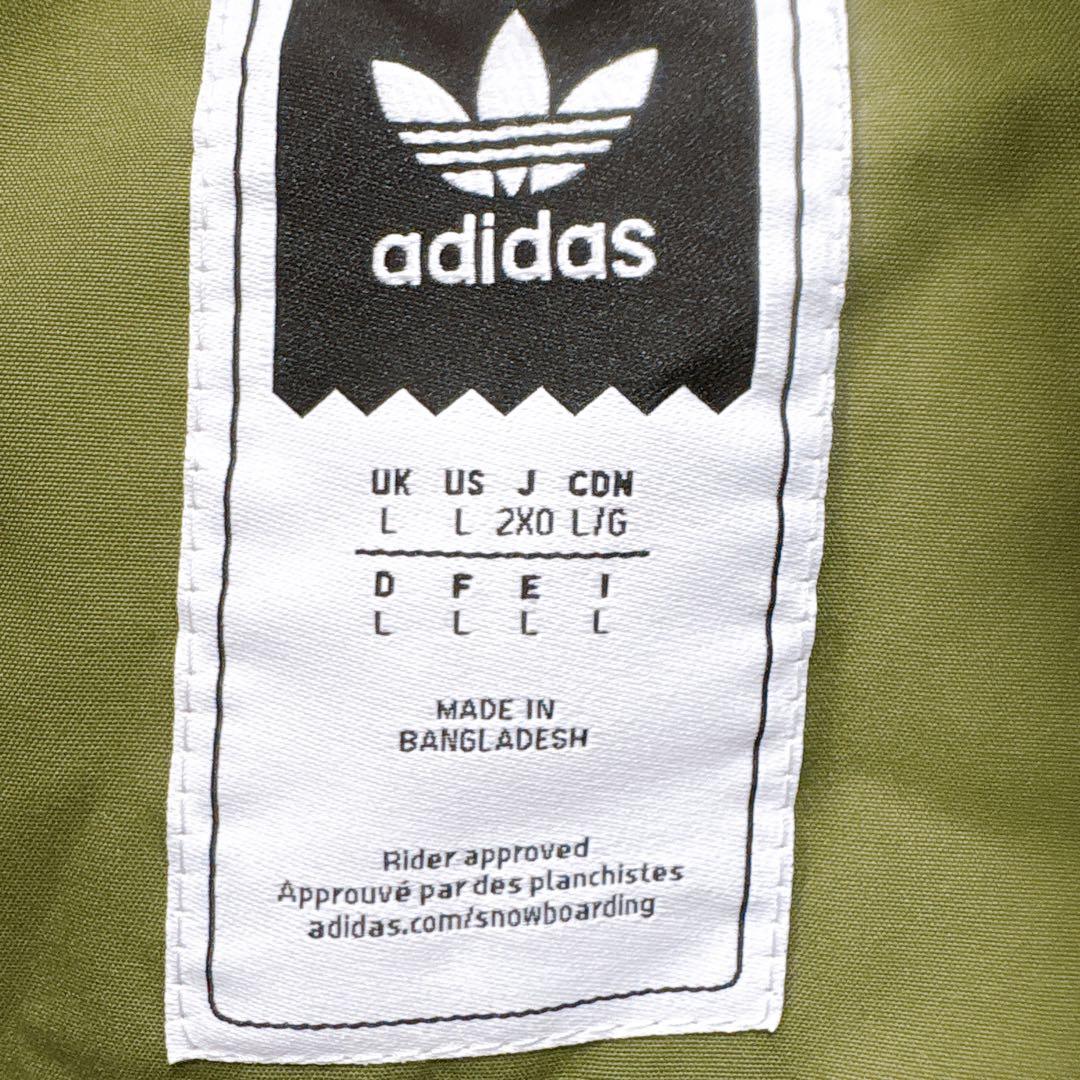 adidas
UK US J CDN
L L 2XO L/G
D F E I
L L L L
MADE IN
BANGLADESH
Rider approved
Approuvé par des planchistes
adidas.com/snowboarding